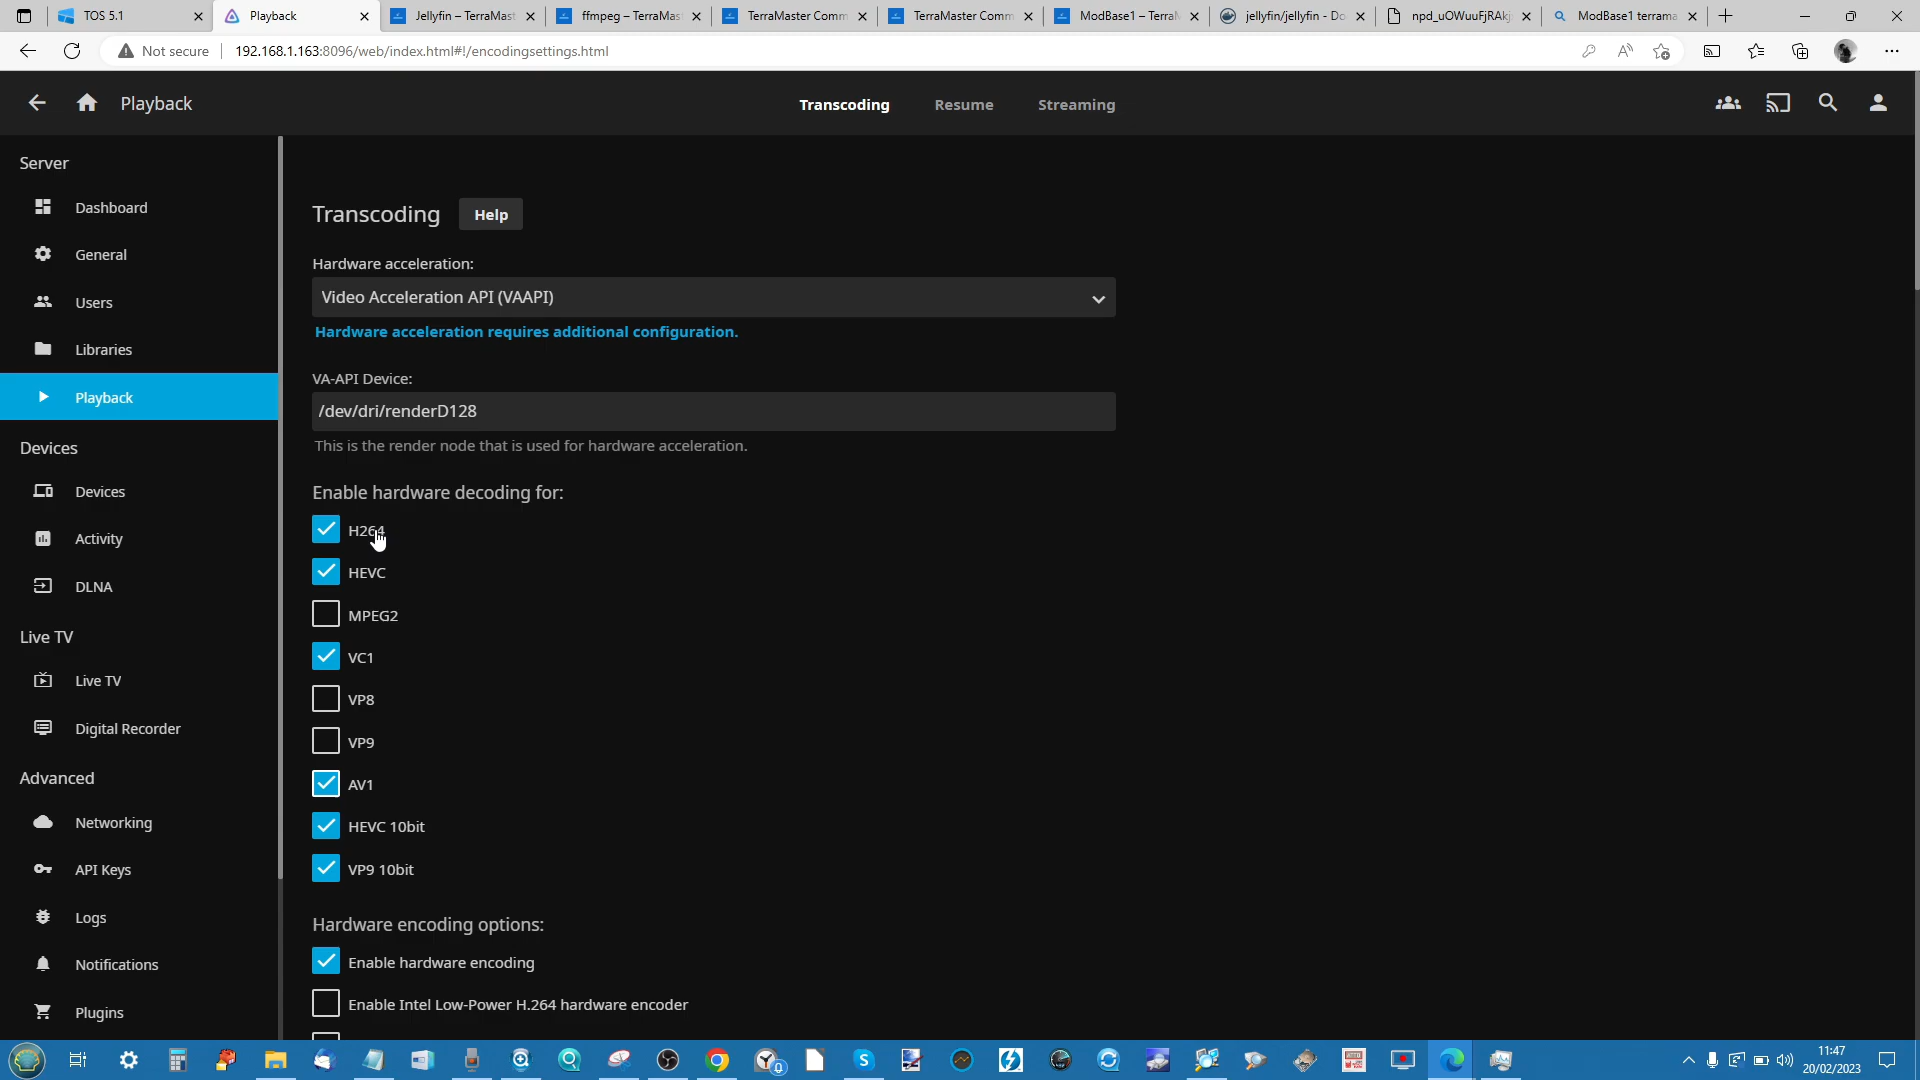 TOS 5.1
Playback
Jellyfin – TerraMast
ffmpeg – TerraMast
TerraMaster Comm
TerraMaster Comm
ModBase1 – TerraM
jellyfin/jellyfin - Do
npd_uOWuuFjRAkj
ModBase1 terrama
Not secure
192.168.1.163:8096/web/index.html#!/encodingsettings.html
Playback
Transcoding
Resume
Streaming
Server
Dashboard
General
Users
Libraries
Playback
Devices
Devices
Activity
DLNA
Live TV
Live TV
Digital Recorder
Advanced
Networking
API Keys
Logs
Notifications
Plugins
Transcoding
Help
Hardware acceleration:
Video Acceleration API (VAAPI)
Hardware acceleration requires additional configuration.
VA-API Device:
/dev/dri/renderD128
This is the render node that is used for hardware acceleration.
Enable hardware decoding for:
H264
HEVC
MPEG2
VC1
VP8
VP9
AV1
HEVC 10bit
VP9 10bit
Hardware encoding options:
Enable hardware encoding
Enable Intel Low-Power H.264 hardware encoder
11:47
20/02/2023